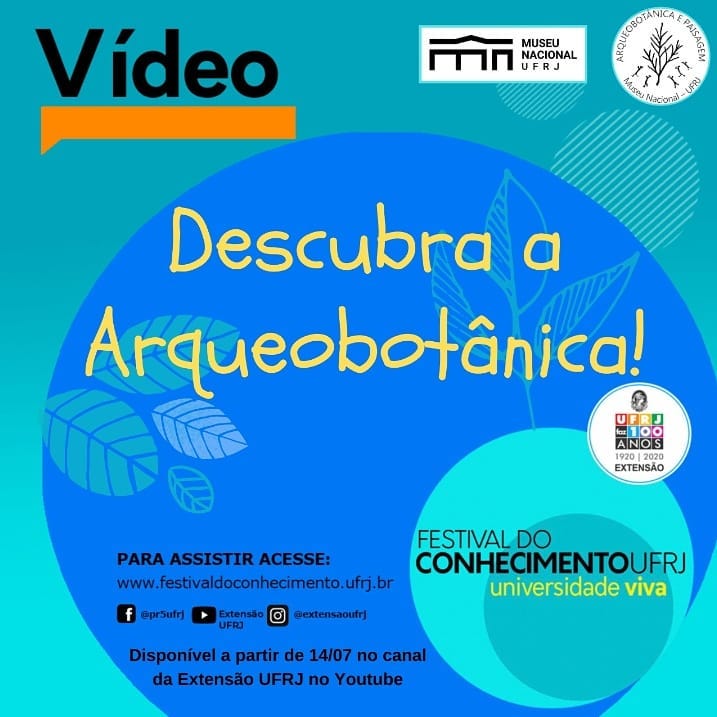 Vídeo
MUSEU
NACIONAL
UFRJ
ARQUEOBOTÂNICA E PAISAGEM
Museu Nacional - UFRJ
Descubra a
Arqueobotânica!
UFRJ
faz 100
ANOS
1920 | 2020
EXTENSÃO
FESTIVAL DO
CONHECIMENTOUFRJ
universidade viva
PARA ASSISTIR ACESSE:
www.festivaldoconhecimento.ufrj.br
@pr5ufrj Extensão UFRJ @extensaoufrj
Disponível a partir de 14/07 no canal
da Extensão UFRJ no Youtube